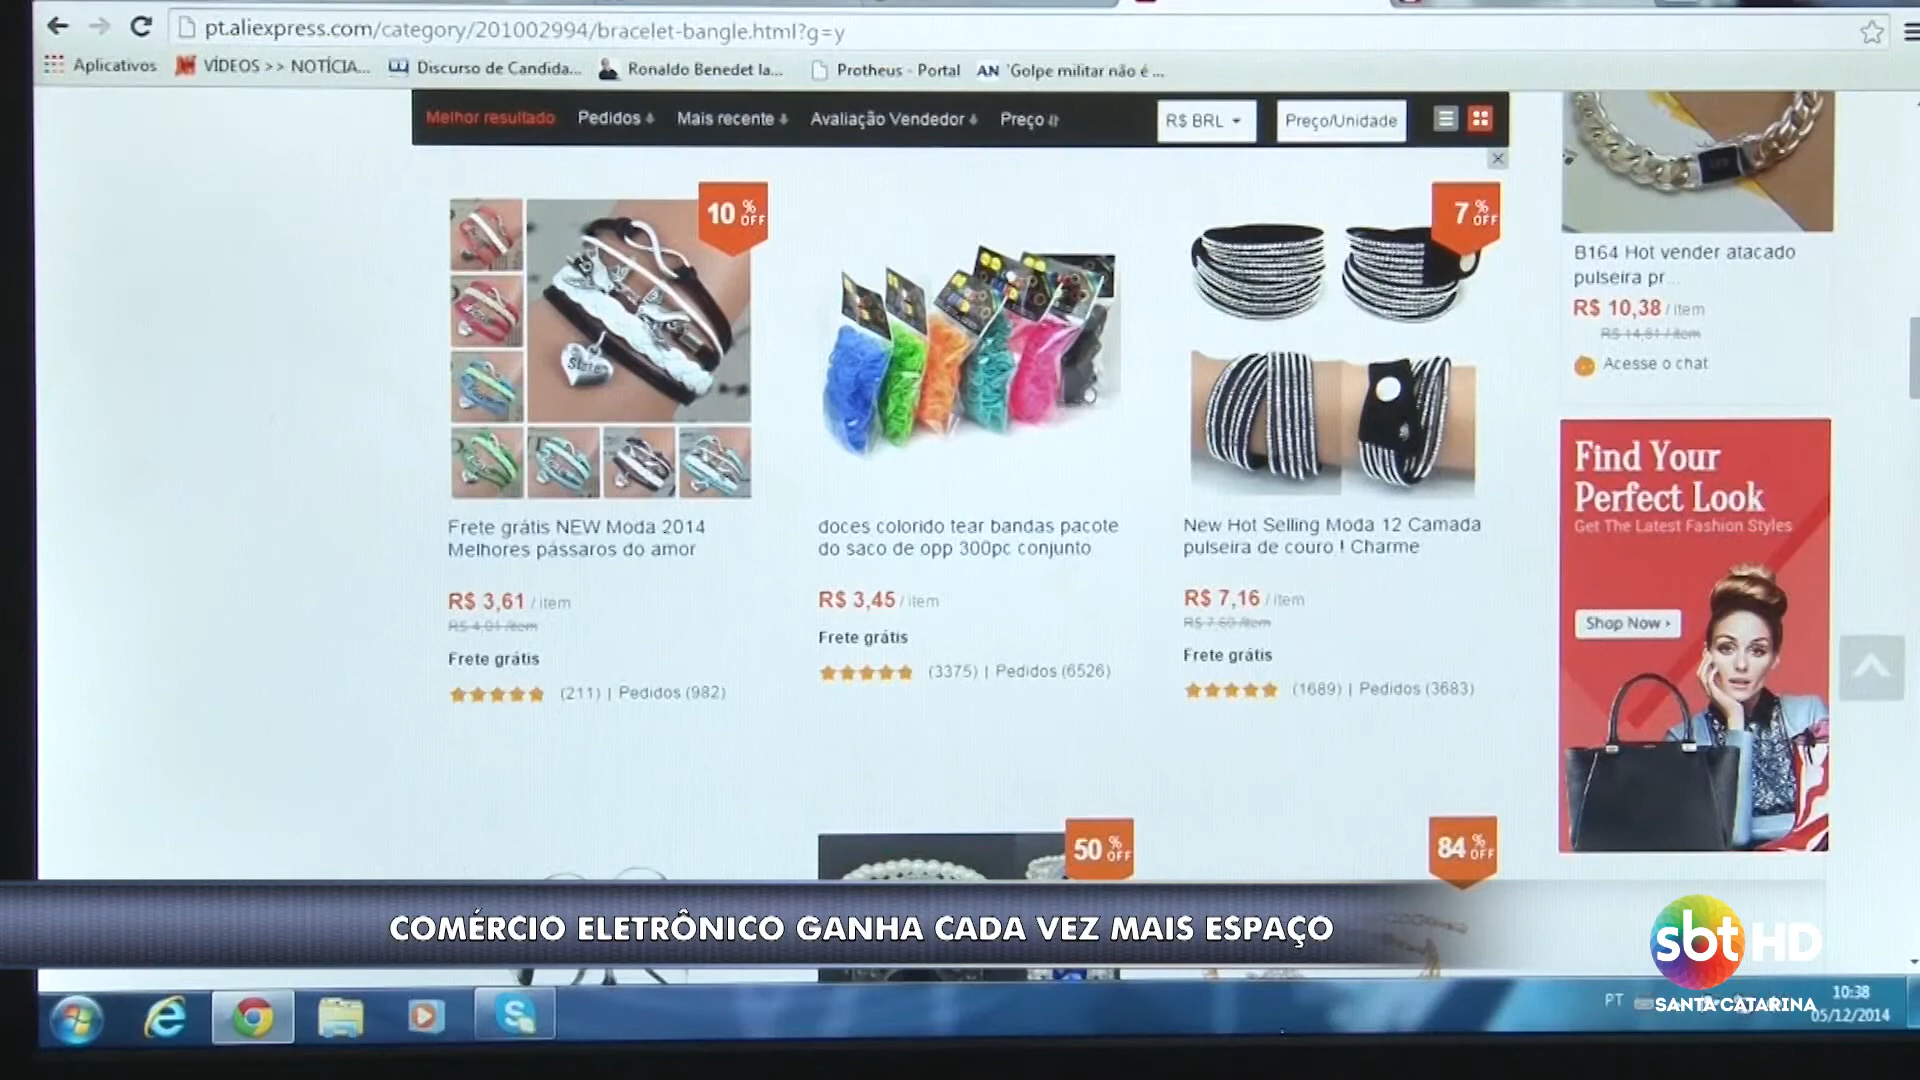 pt.aliexpress.com/category/201002994/bracelet-bangle.html?g=y
Aplicativos VÍDEOS >> NOTÍCIA... Discurso de Candida... Ronaldo Benedet la... Protheus - Portal AN 'Golpe militar não é ...
Melhor resultado Pedidos Mais recente Avaliação Vendedor Preço R$ BRL Preço/Unidade
10 % OFF
7 % OFF
Frete grátis NEW Moda 2014
Melhores pássaros do amor
R$ 3,61 / item
R$ 4,01 /item
Frete grátis
(211) | Pedidos (982)
doces colorido tear bandas pacote
do saco de opp 300pc conjunto
R$ 3,45 / item
Frete grátis
(3375) | Pedidos (6526)
New Hot Selling Moda 12 Camada
pulseira de couro ! Charme
R$ 7,16 / item
Frete grátis
(1689) | Pedidos (3683)
B164 Hot vender atacado
pulseira pr...
R$ 10,38 / item
Acesse o chat
Find Your
Perfect Look
Get The Latest Fashion Styles
Shop Now ›
50 % OFF
84 % OFF
COMÉRCIO ELETRÔNICO GANHA CADA VEZ MAIS ESPAÇO
sbt HD
SANTA CATARINA
PT
10:38
05/12/2014